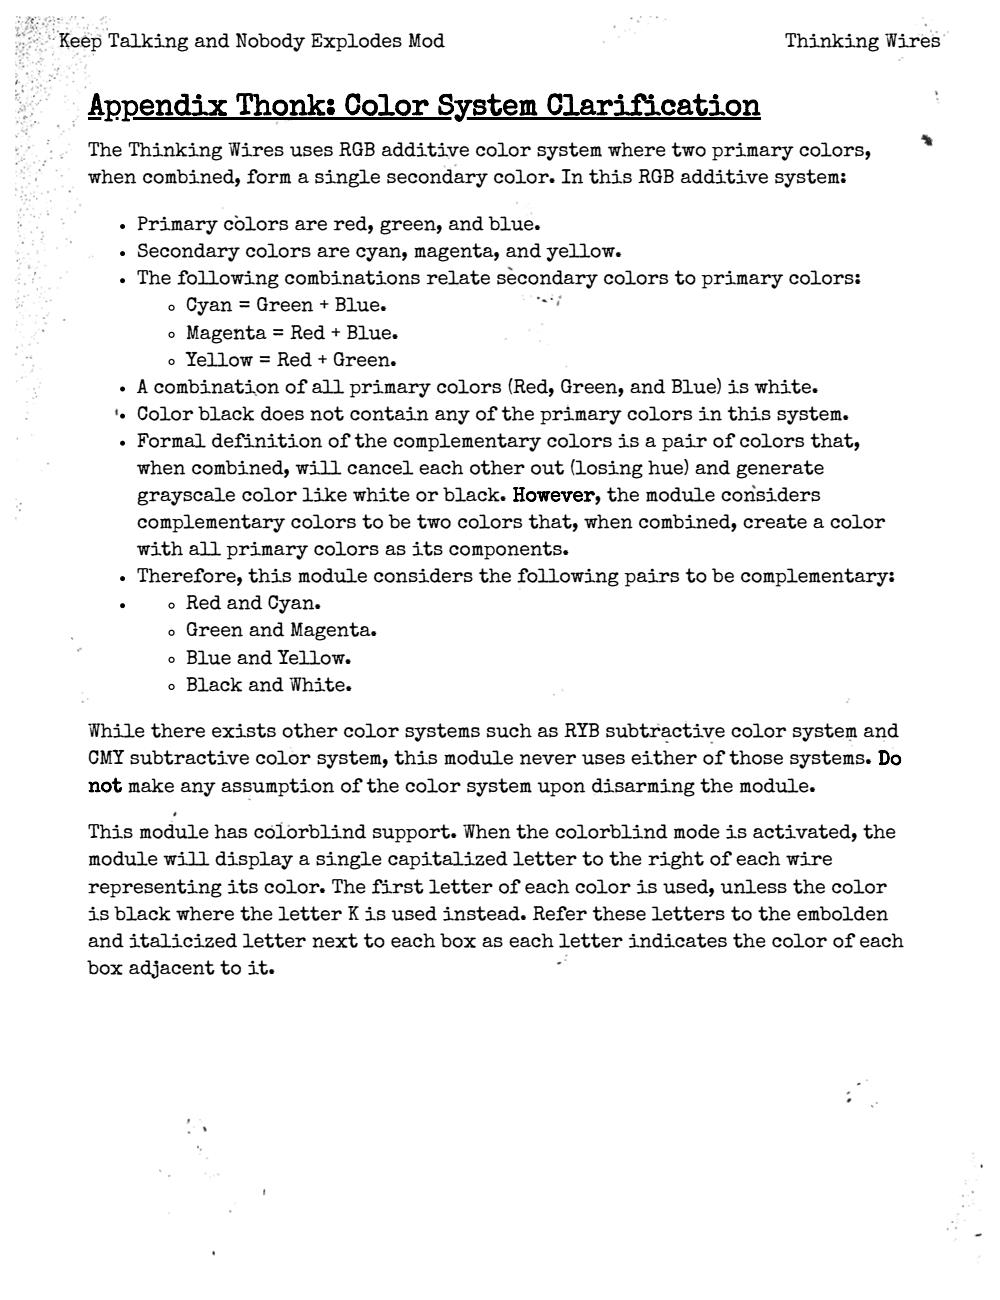 Keep Talking and Nobody Explodes Mod
Thinking Wires
Appendix Thonk: Color System Clarification
The Thinking Wires uses RGB additive color system where two primary colors,
when combined, form a single secondary color. In this RGB additive system:
• Primary colors are red, green, and blue.
• Secondary colors are cyan, magenta, and yellow.
• The following combinations relate secondary colors to primary colors:
◦ Cyan = Green + Blue.
◦ Magenta = Red + Blue.
◦ Yellow = Red + Green.
• A combination of all primary colors (Red, Green, and Blue) is white.
• Color black does not contain any of the primary colors in this system.
• Formal definition of the complementary colors is a pair of colors that,
when combined, will cancel each other out (losing hue) and generate
grayscale color like white or black. However, the module considers
complementary colors to be two colors that, when combined, create a color
with all primary colors as its components.
• Therefore, this module considers the following pairs to be complementary:
• ◦ Red and Cyan.
◦ Green and Magenta.
◦ Blue and Yellow.
◦ Black and White.
While there exists other color systems such as RYB subtractive color system and
CMY subtractive color system, this module never uses either of those systems. Do
not make any assumption of the color system upon disarming the module.
This module has colorblind support. When the colorblind mode is activated, the
module will display a single capitalized letter to the right of each wire
representing its color. The first letter of each color is used, unless the color
is black where the letter K is used instead. Refer these letters to the embolden
and italicized letter next to each box as each letter indicates the color of each
box adjacent to it.